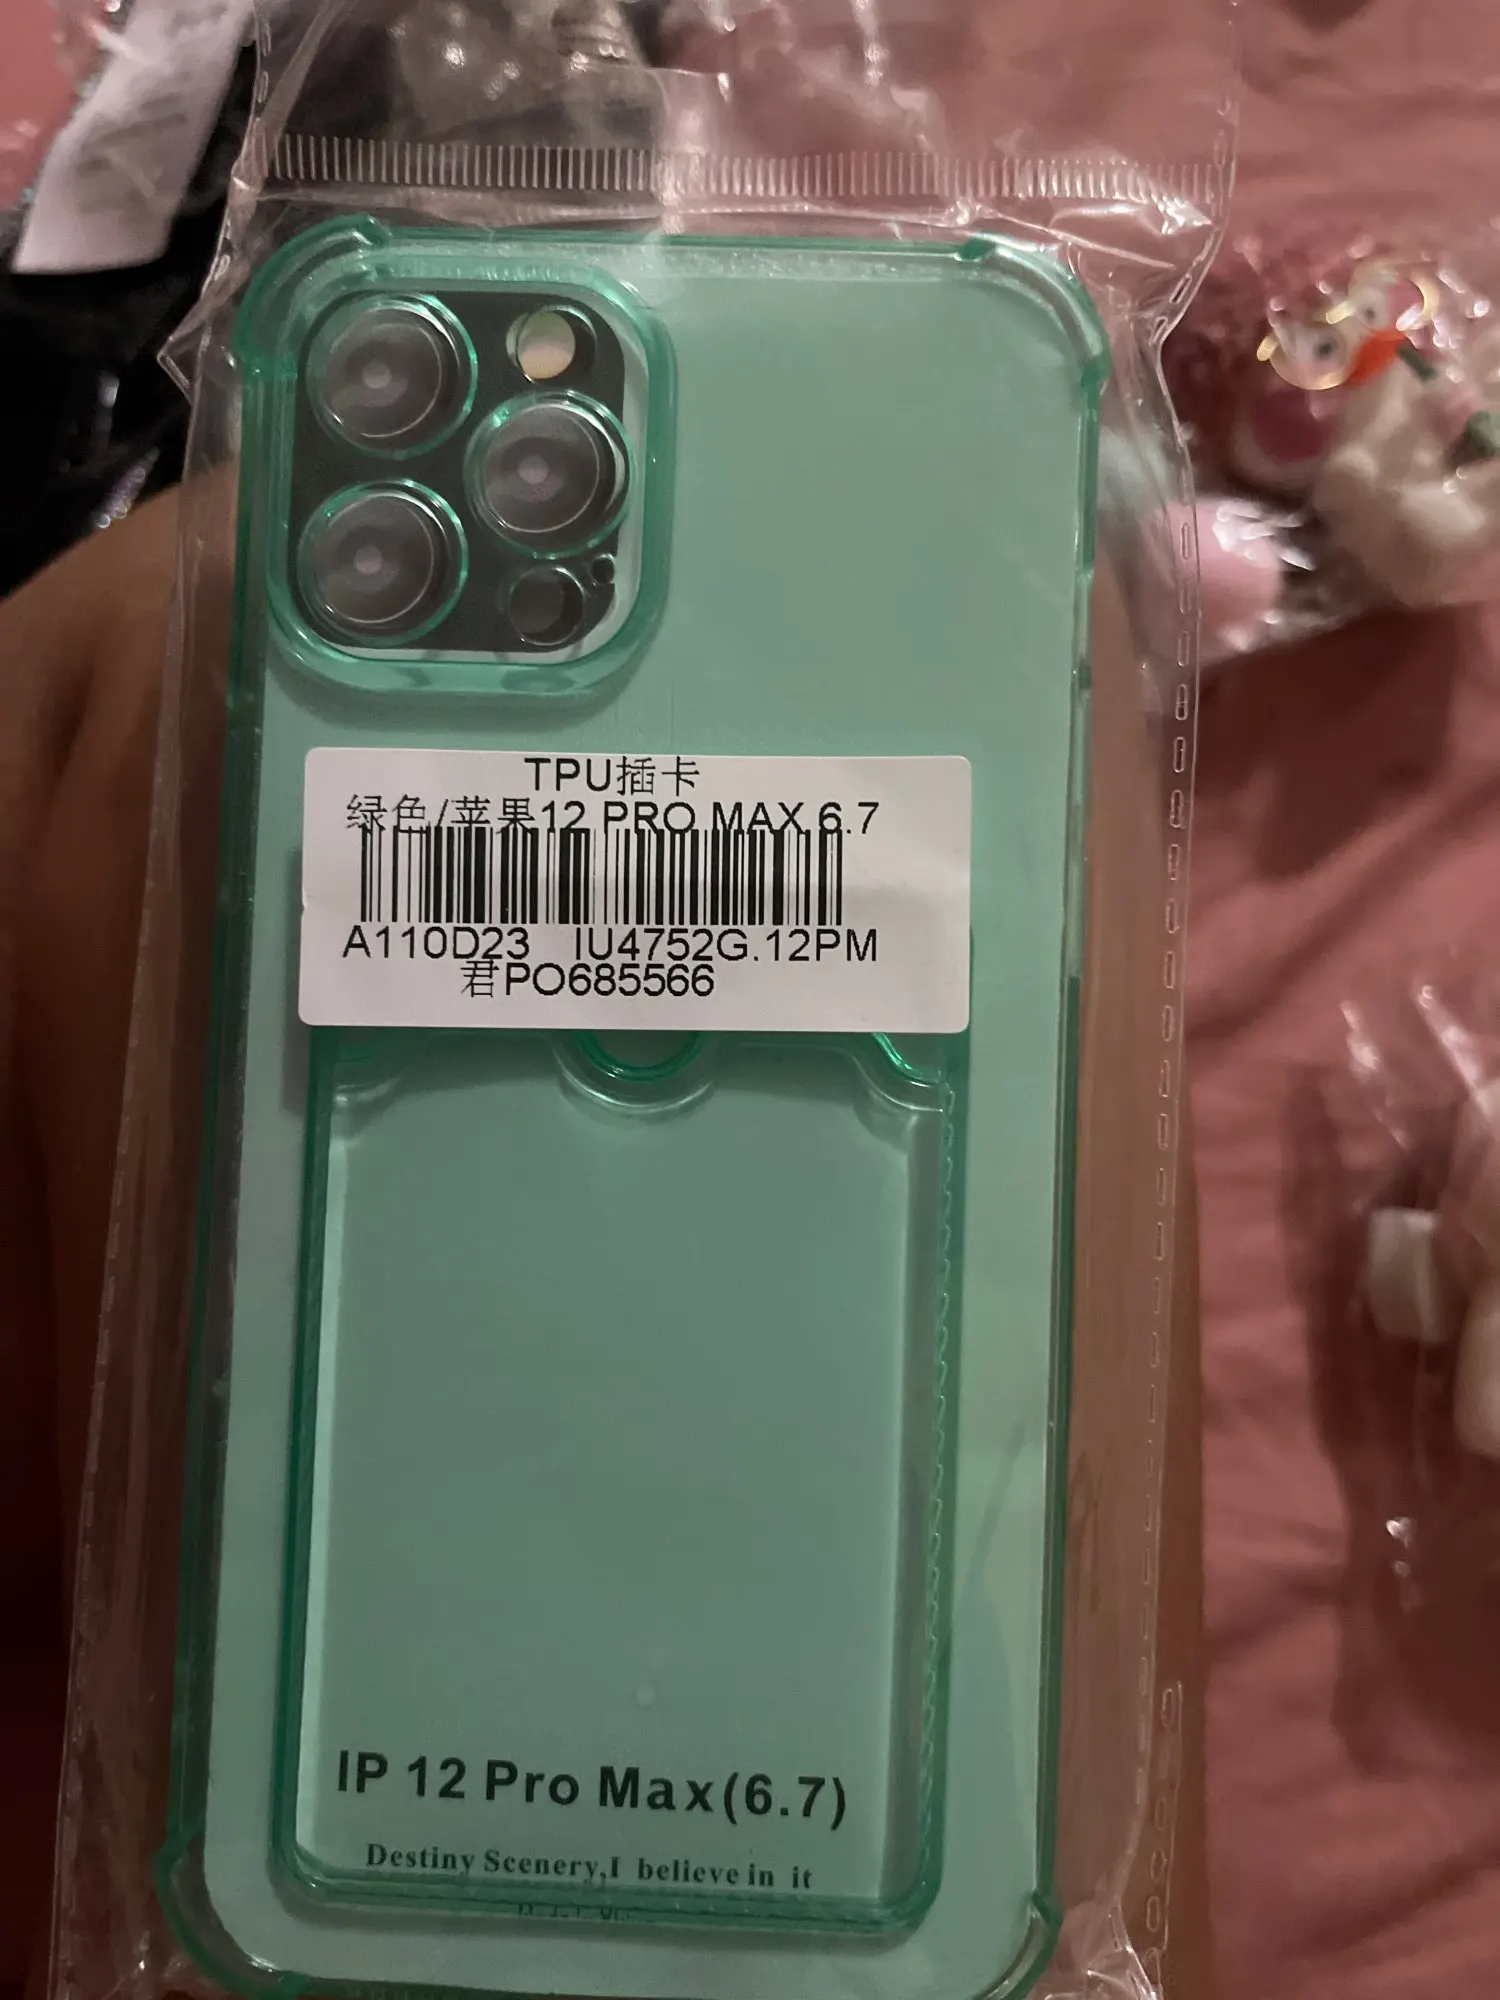 TPU插卡
绿色/苹果12 PRO MAX 6.7
A110D23 IU4752G.12PM
君PO685566
IP 12 Pro Max(6.7)
Destiny Scenery,I believe in it